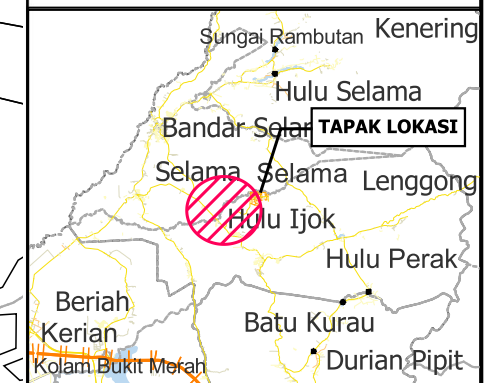 Kenering
Sungai Rambutan
Hulu Selama
Bandar Selam
TAPAK LOKASI
Selama
Selama
Lenggong
Hulu Ijok
Hulu Perak
Beriah
Batu Kurau
Kerian
Kolam Bukit Merah
Durian Pipit